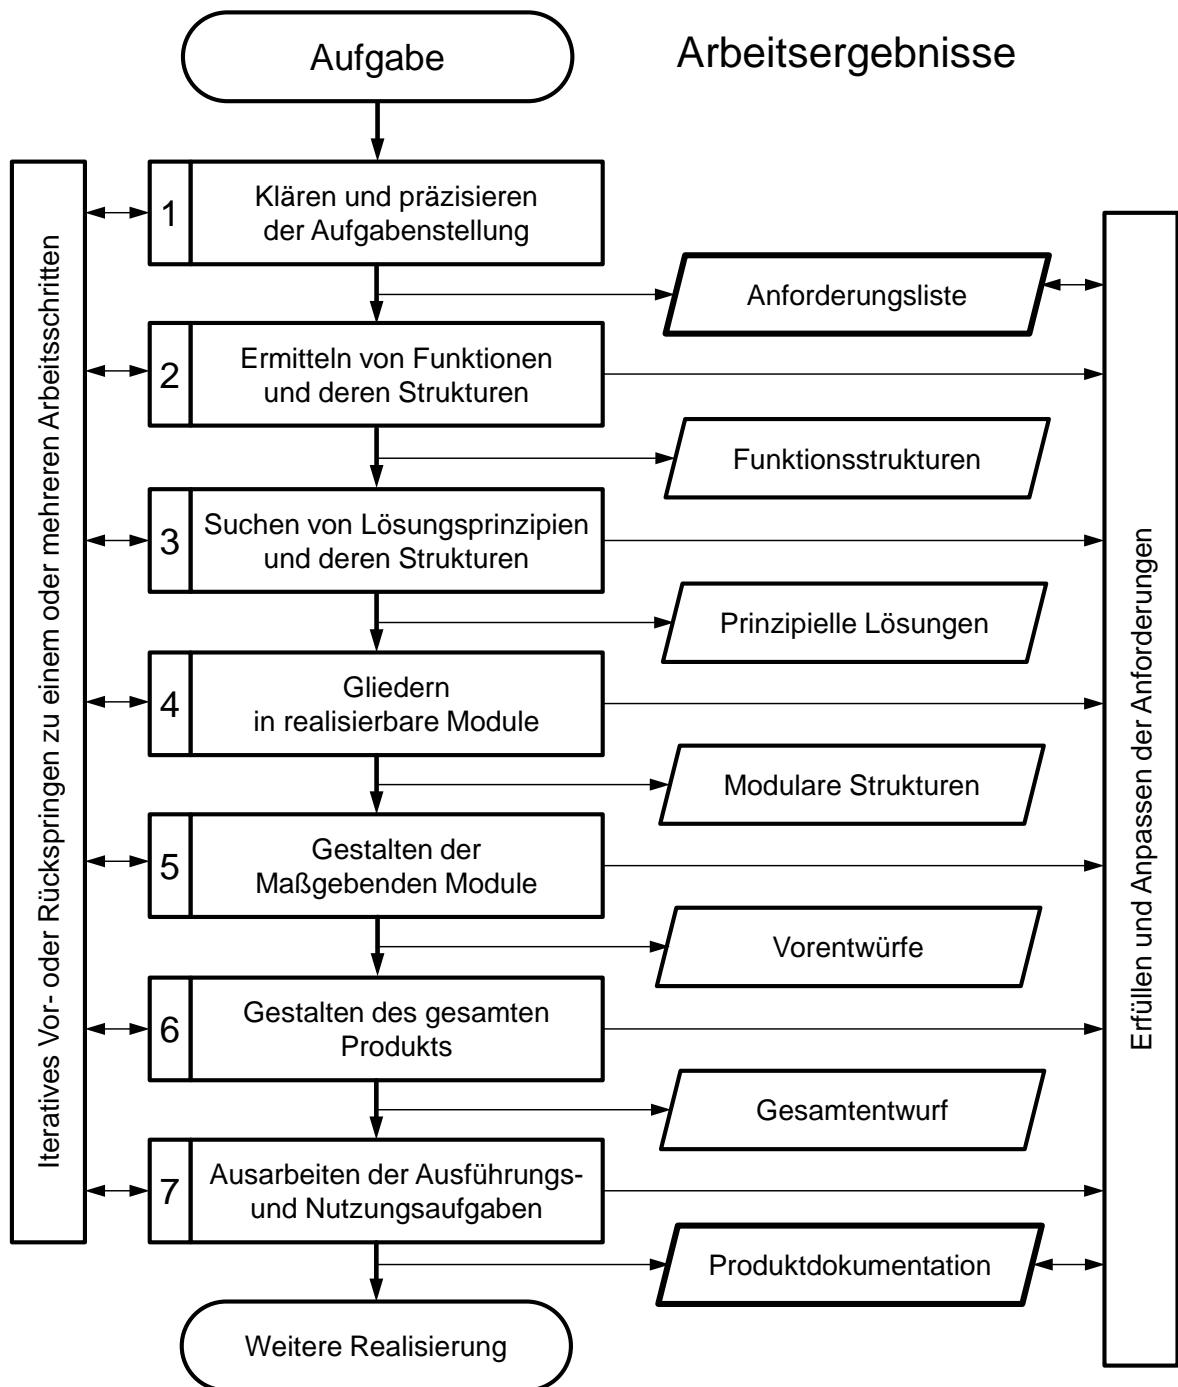 Aufgabe
Arbeitsergebnisse
Iteratives Vor- oder Rückspringen zu einem oder mehreren Arbeitsschritten
1
Klären und präzisieren
der Aufgabenstellung
Anforderungsliste
2
Ermitteln von Funktionen
und deren Strukturen
Funktionsstrukturen
3
Suchen von Lösungsprinzipien
und deren Strukturen
Prinzipielle Lösungen
4
Gliedern
in realisierbare Module
Modulare Strukturen
5
Gestalten der
Maßgebenden Module
Vorentwürfe
6
Gestalten des gesamten
Produkts
Gesamtentwurf
7
Ausarbeiten der Ausführungs-
und Nutzungsaufgaben
Produktdokumentation
Weitere Realisierung
Erfüllen und Anpassen der Anforderungen